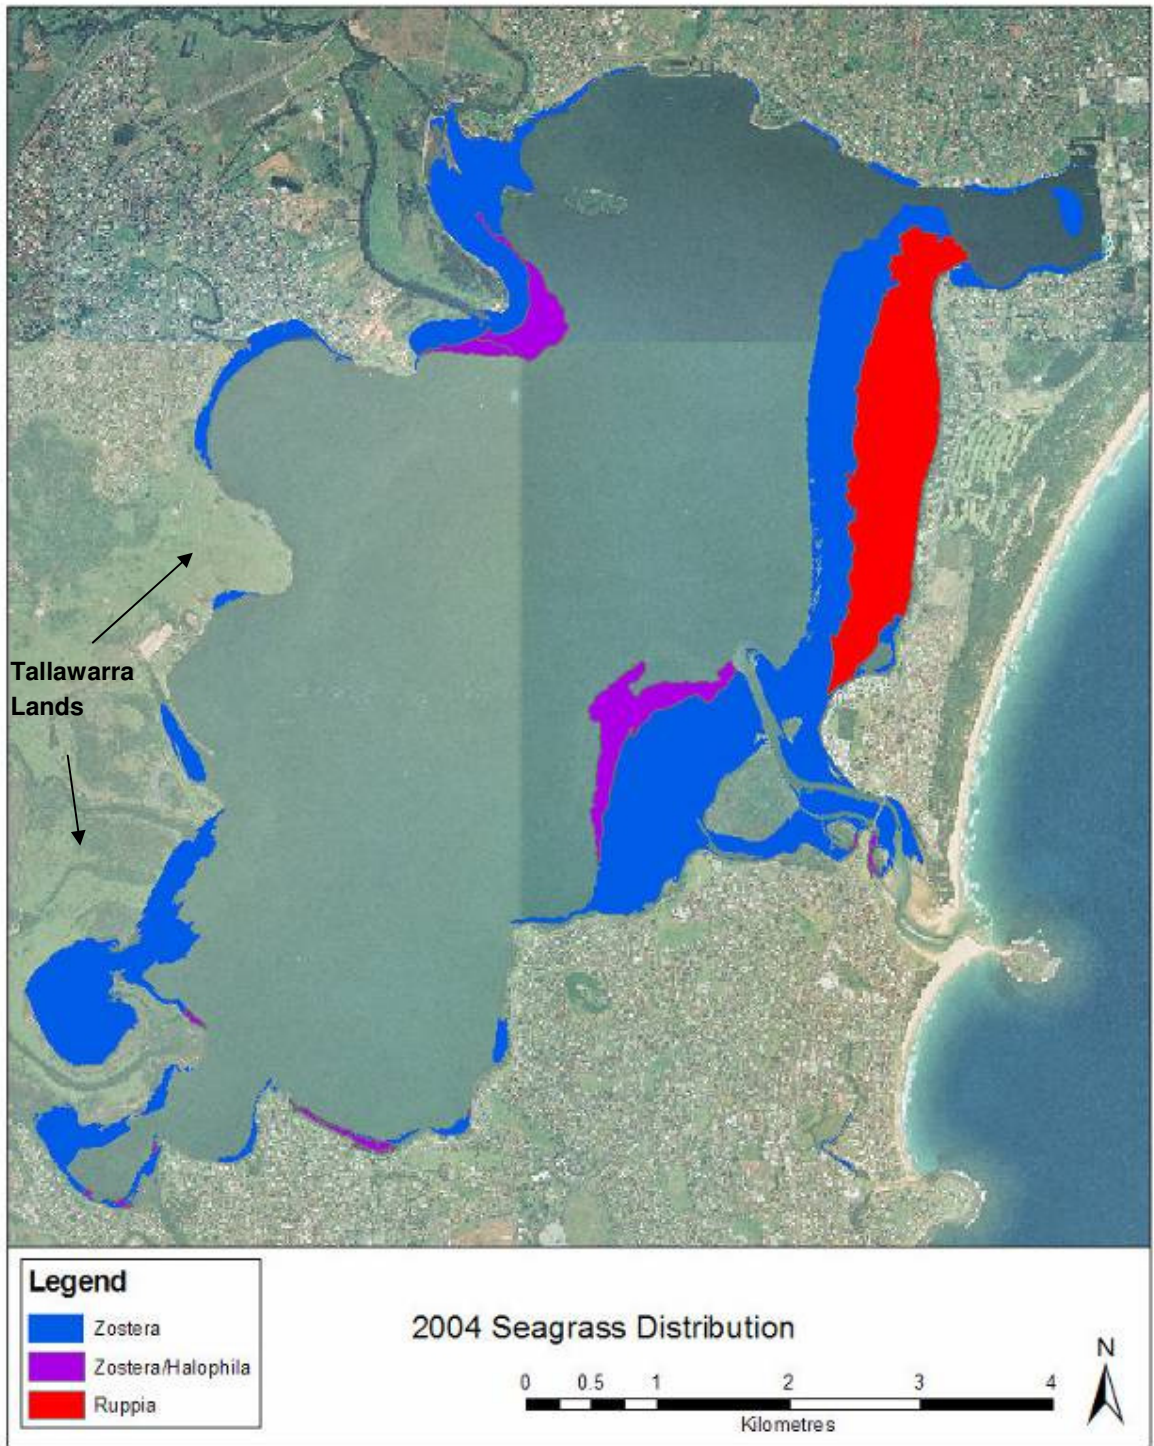 Tallawarra
Lands
Legend
Zostera
Zostera/Halophila
Ruppia
2004 Seagrass Distribution
0 0.5 1 2 3 4
Kilometres
N